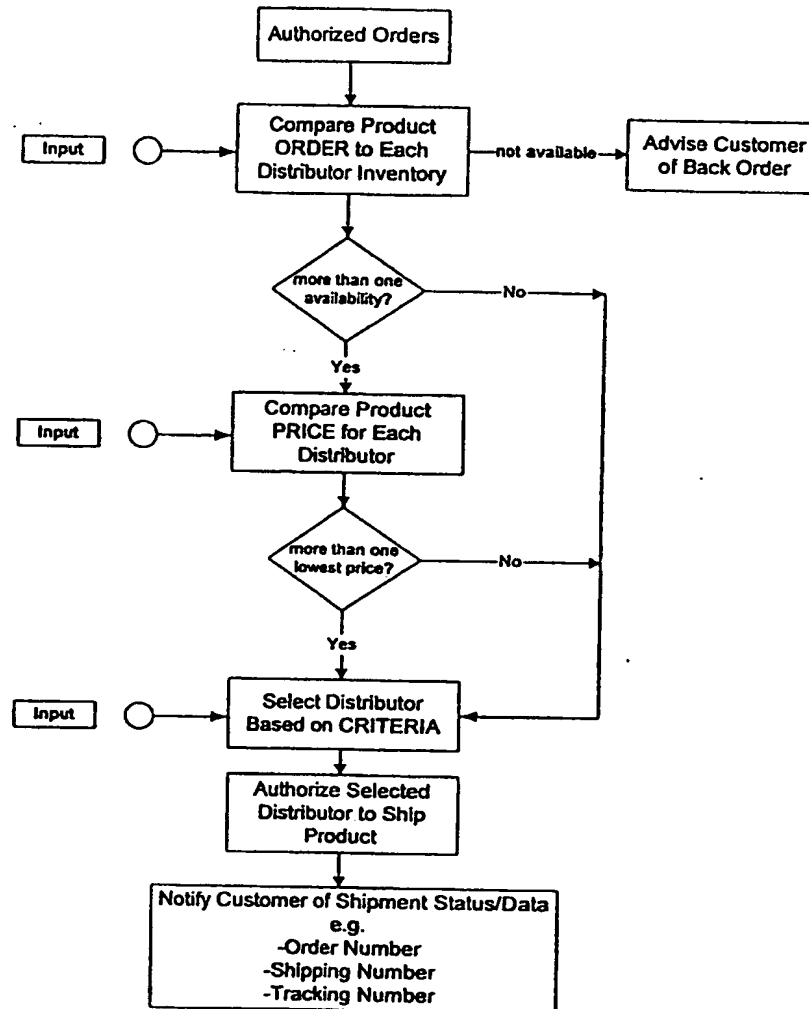 Authorized Orders
Input
Compare Product
ORDER to Each
Distributor Inventory
not available
Advise Customer
of Back Order
more than one
availability?
No
Yes
Input
Compare Product
PRICE for Each
Distributor
more than one
lowest price?
No
Yes
Input
Select Distributor
Based on CRITERIA
Authorize Selected
Distributor to Ship
Product
Notify Customer of Shipment Status/Data
e.g.
-Order Number
-Shipping Number
-Tracking Number